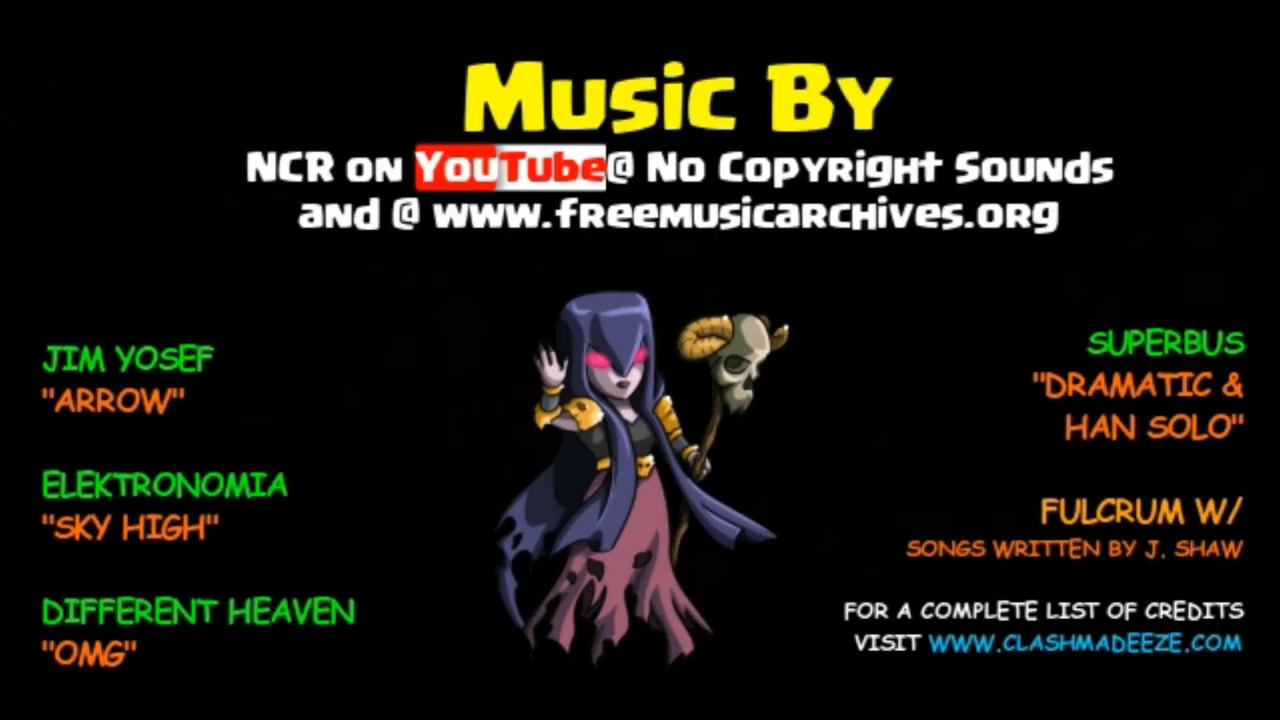 Music By
NCR on YouTube@ No Copyright Sounds
and @ www.freemusicarchives.org
JIM YOSEF
"ARROW"
ELEKTRONOMIA
"SKY HIGH"
DIFFERENT HEAVEN
"OMG"
SUPERBUS
"DRAMATIC &
HAN SOLO"
FULCRUM W/
SONGS WRITTEN BY J. SHAW
FOR A COMPLETE LIST OF CREDITS
VISIT WWW.CLASHMADEEZE.COM